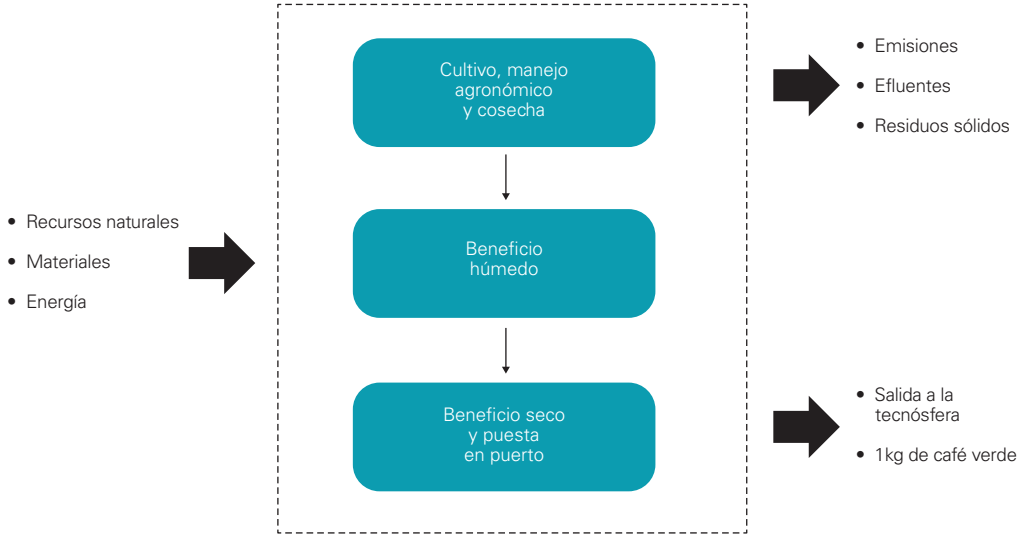 • Recursos naturales
• Materiales
• Energía
Cultivo, manejo
agronómico
y cosecha
Beneficio
húmedo
Beneficio seco
y puesta
en puerto
• Emisiones
• Efluentes
• Residuos sólidos
• Salida a la
tecnósfera
• 1kg de café verde